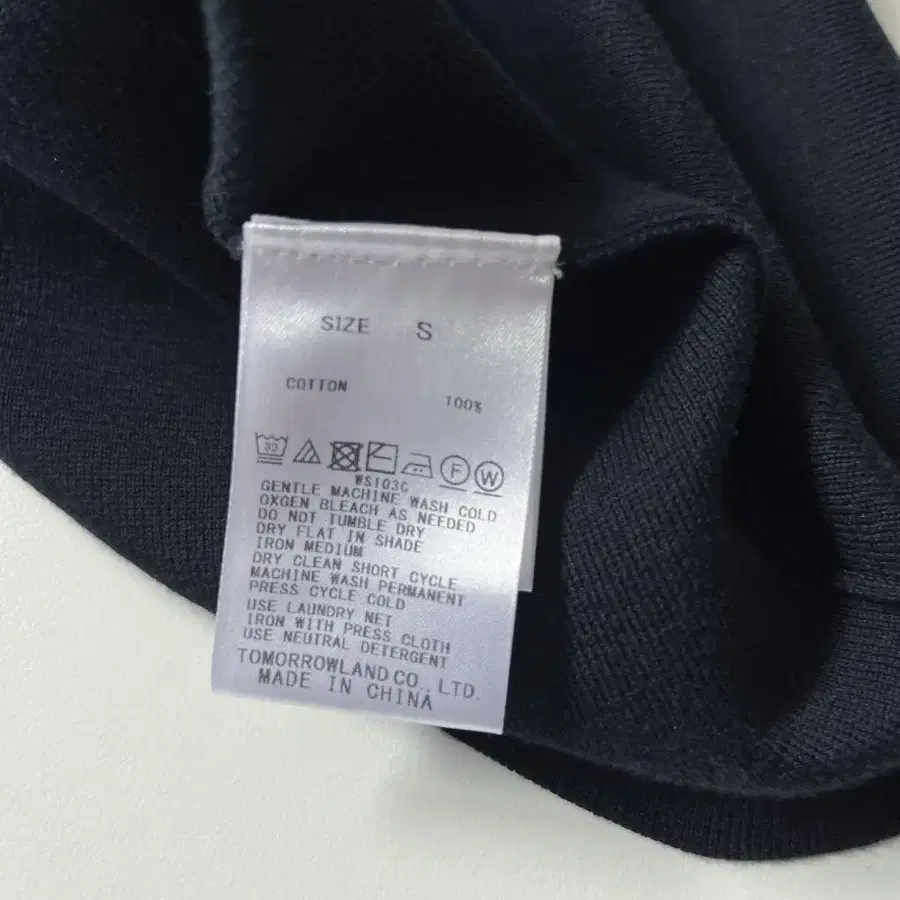 SIZE S
COTTON 100%
30 F W
WS103C
GENTLE MACHINE WASH COLD
OXGEN BLEACH AS NEEDED
DO NOT TUMBLE DRY
DRY FLAT IN SHADE
IRON MEDIUM
DRY CLEAN SHORT CYCLE
MACHINE WASH PERMANENT
PRESS CYCLE COLD
USE LAUNDRY NET
IRON WITH PRESS CLOTH
USE NEUTRAL DETERGENT
TOMORROWLAND CO., LTD.
MADE IN CHINA